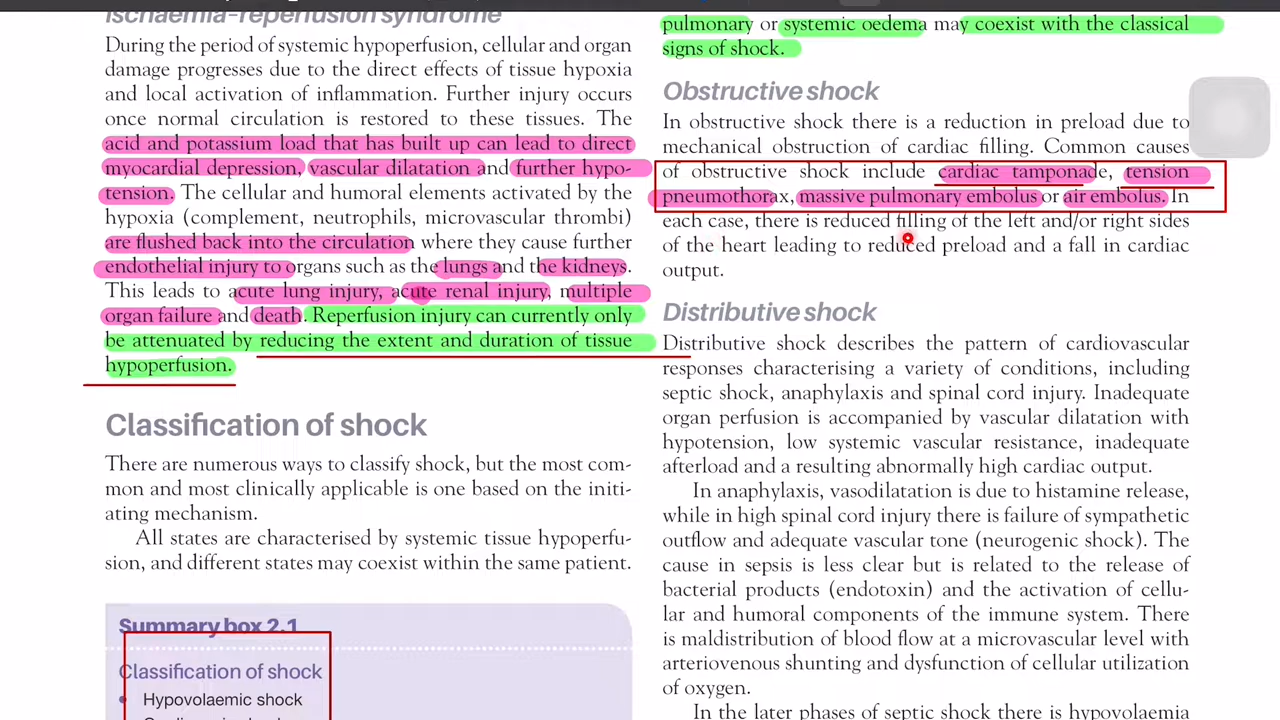 Ischaemia–reperfusion syndrome
During the period of systemic hypoperfusion, cellular and organ
damage progresses due to the direct effects of tissue hypoxia
and local activation of inflammation. Further injury occurs
once normal circulation is restored to these tissues. The
acid and potassium load that has built up can lead to direct
myocardial depression, vascular dilatation and further hypo-
tension. The cellular and humoral elements activated by the
hypoxia (complement, neutrophils, microvascular thrombi)
are flushed back into the circulation where they cause further
endothelial injury to organs such as the lungs and the kidneys.
This leads to acute lung injury, acute renal injury, multiple
organ failure and death. Reperfusion injury can currently only
be attenuated by reducing the extent and duration of tissue
hypoperfusion.
Classification of shock
There are numerous ways to classify shock, but the most com-
mon and most clinically applicable is one based on the initi-
ating mechanism.
All states are characterised by systemic tissue hypoperfu-
sion, and different states may coexist within the same patient.
Summary box 2.1
Classification of shock
• Hypovolaemic shock
pulmonary or systemic oedema may coexist with the classical
signs of shock.
Obstructive shock
In obstructive shock there is a reduction in preload due to
mechanical obstruction of cardiac filling. Common causes
of obstructive shock include cardiac tamponade, tension
pneumothorax, massive pulmonary embolus or air embolus. In
each case, there is reduced filling of the left and/or right sides
of the heart leading to reduced preload and a fall in cardiac
output.
Distributive shock
Distributive shock describes the pattern of cardiovascular
responses characterising a variety of conditions, including
septic shock, anaphylaxis and spinal cord injury. Inadequate
organ perfusion is accompanied by vascular dilatation with
hypotension, low systemic vascular resistance, inadequate
afterload and a resulting abnormally high cardiac output.
In anaphylaxis, vasodilatation is due to histamine release,
while in high spinal cord injury there is failure of sympathetic
outflow and adequate vascular tone (neurogenic shock). The
cause in sepsis is less clear but is related to the release of
bacterial products (endotoxin) and the activation of cellu-
lar and humoral components of the immune system. There
is maldistribution of blood flow at a microvascular level with
arteriovenous shunting and dysfunction of cellular utilization
of oxygen.
In the later phases of septic shock there is hypovolaemia